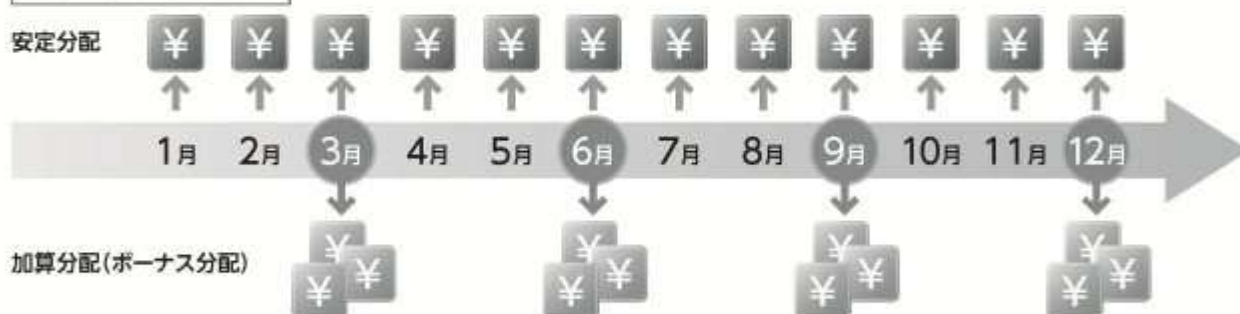 安定分配 ¥ ¥ ¥ ¥ ¥ ¥ ¥ ¥ ¥ ¥ ¥ ¥
1月 2月 3月 4月 5月 6月 7月 8月 9月 10月 11月 12月
加算分配(ボーナス分配) ¥ ¥ ¥ ¥ ¥ ¥ ¥ ¥ ¥ ¥ ¥ ¥